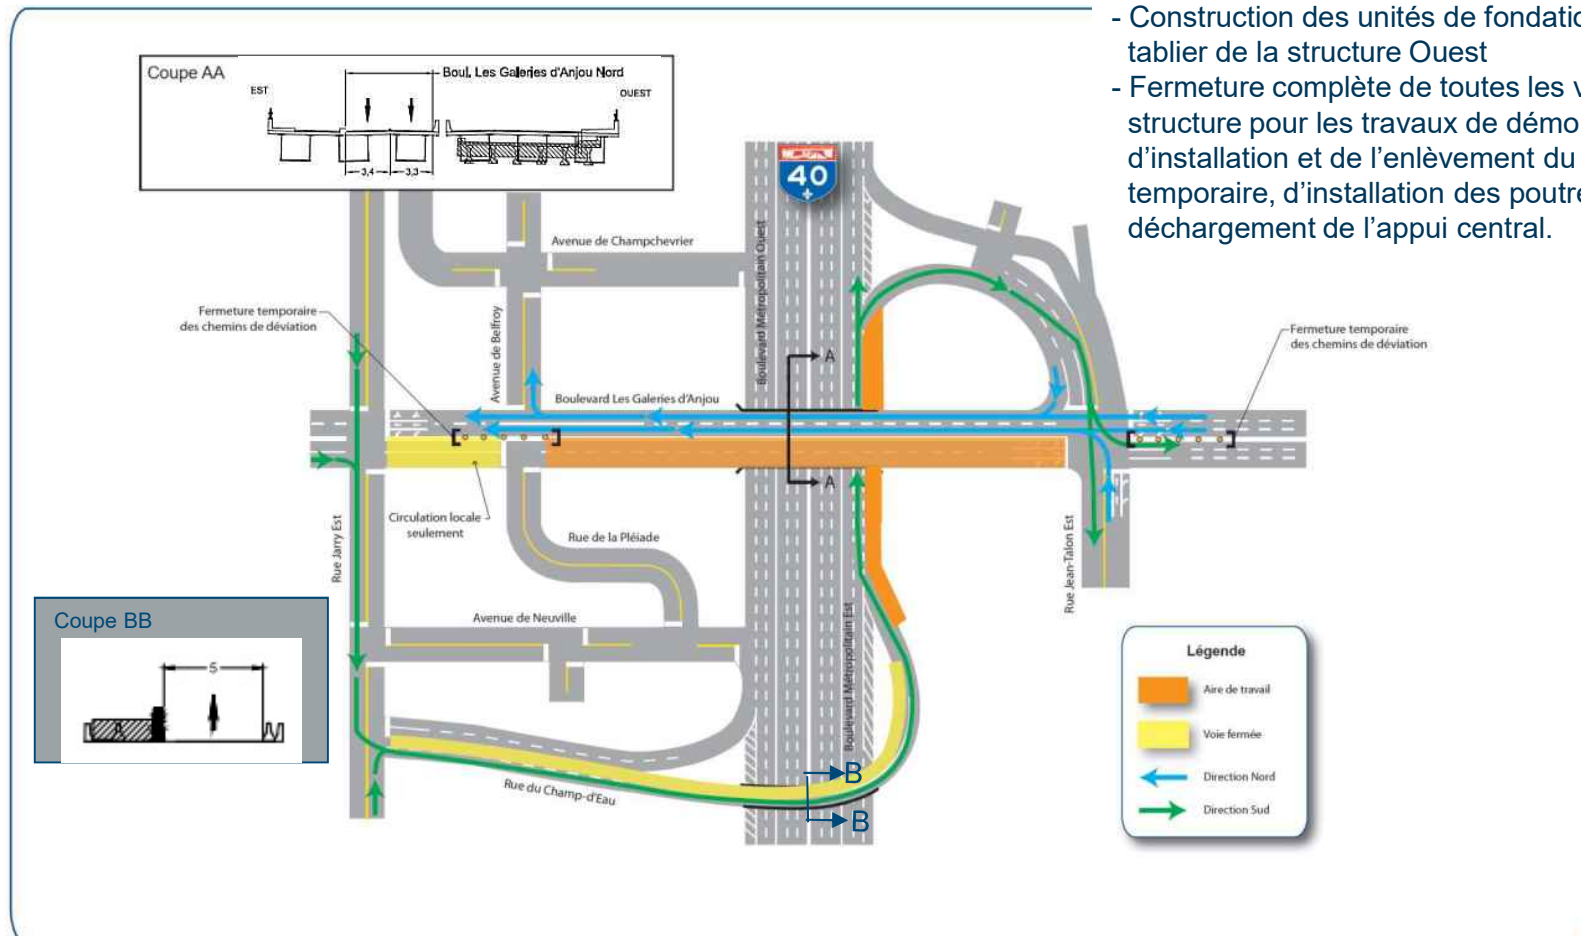 - Construction des unités de fondatio
tablier de la structure Ouest
- Fermeture complète de toutes les v
structure pour les travaux de démo
d'installation et de l'enlèvement du
temporaire, d'installation des poutre
déchargement de l'appui central.
Coupe AA
Boul. Les Galeries d'Anjou Nord
EST
OUEST
3,4
3,3
40
Avenue de Champchevrier
Boulevard Métropolitain Ouest
Fermeture temporaire
des chemins de déviation
Avenue de Belfroy
Fermeture temporaire
des chemins de déviation
A
Boulevard Les Galeries d'Anjou
A
Circulation locale
seulement
Rue de la Pléiade
Rue Jarry Est
Rue Jean-Talon Est
Coupe BB
5
Avenue de Neuville
Boulevard Métropolitain Est
Rue du Champ-d'Eau
B
B
Légende
Aire de travail
Voie fermée
Direction Nord
Direction Sud